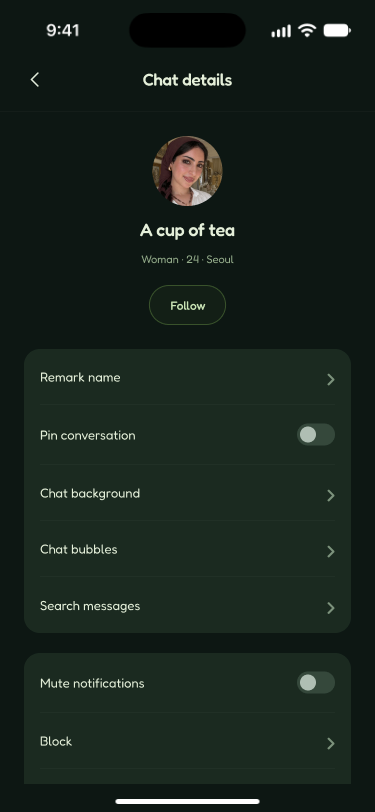 9:41
Chat details
A cup of tea
Woman · 24 · Seoul
Follow
Remark name
Pin conversation
Chat background
Chat bubbles
Search messages
Mute notifications
Block